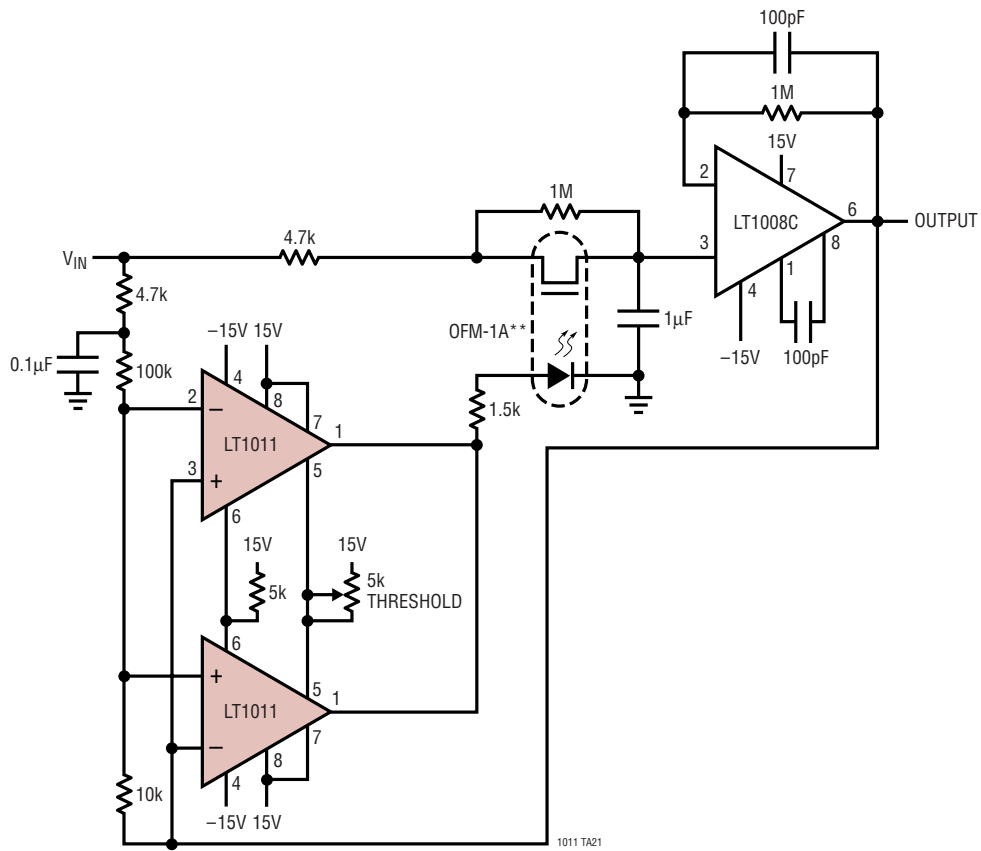 100pF
1M
15V
2
7
LT1008C
6
OUTPUT
3
8
1
4
−15V
100pF
1M
4.7k
VIN
4.7k
OFM-1A**
1µF
0.1µF
100k
−15V 15V
4
8
2
−
7
1
LT1011
1.5k
3
+
5
6
15V
5k
15V
5k
THRESHOLD
6
+
5
1
LT1011
7
−
8
4
10k
−15V 15V
1011 TA21